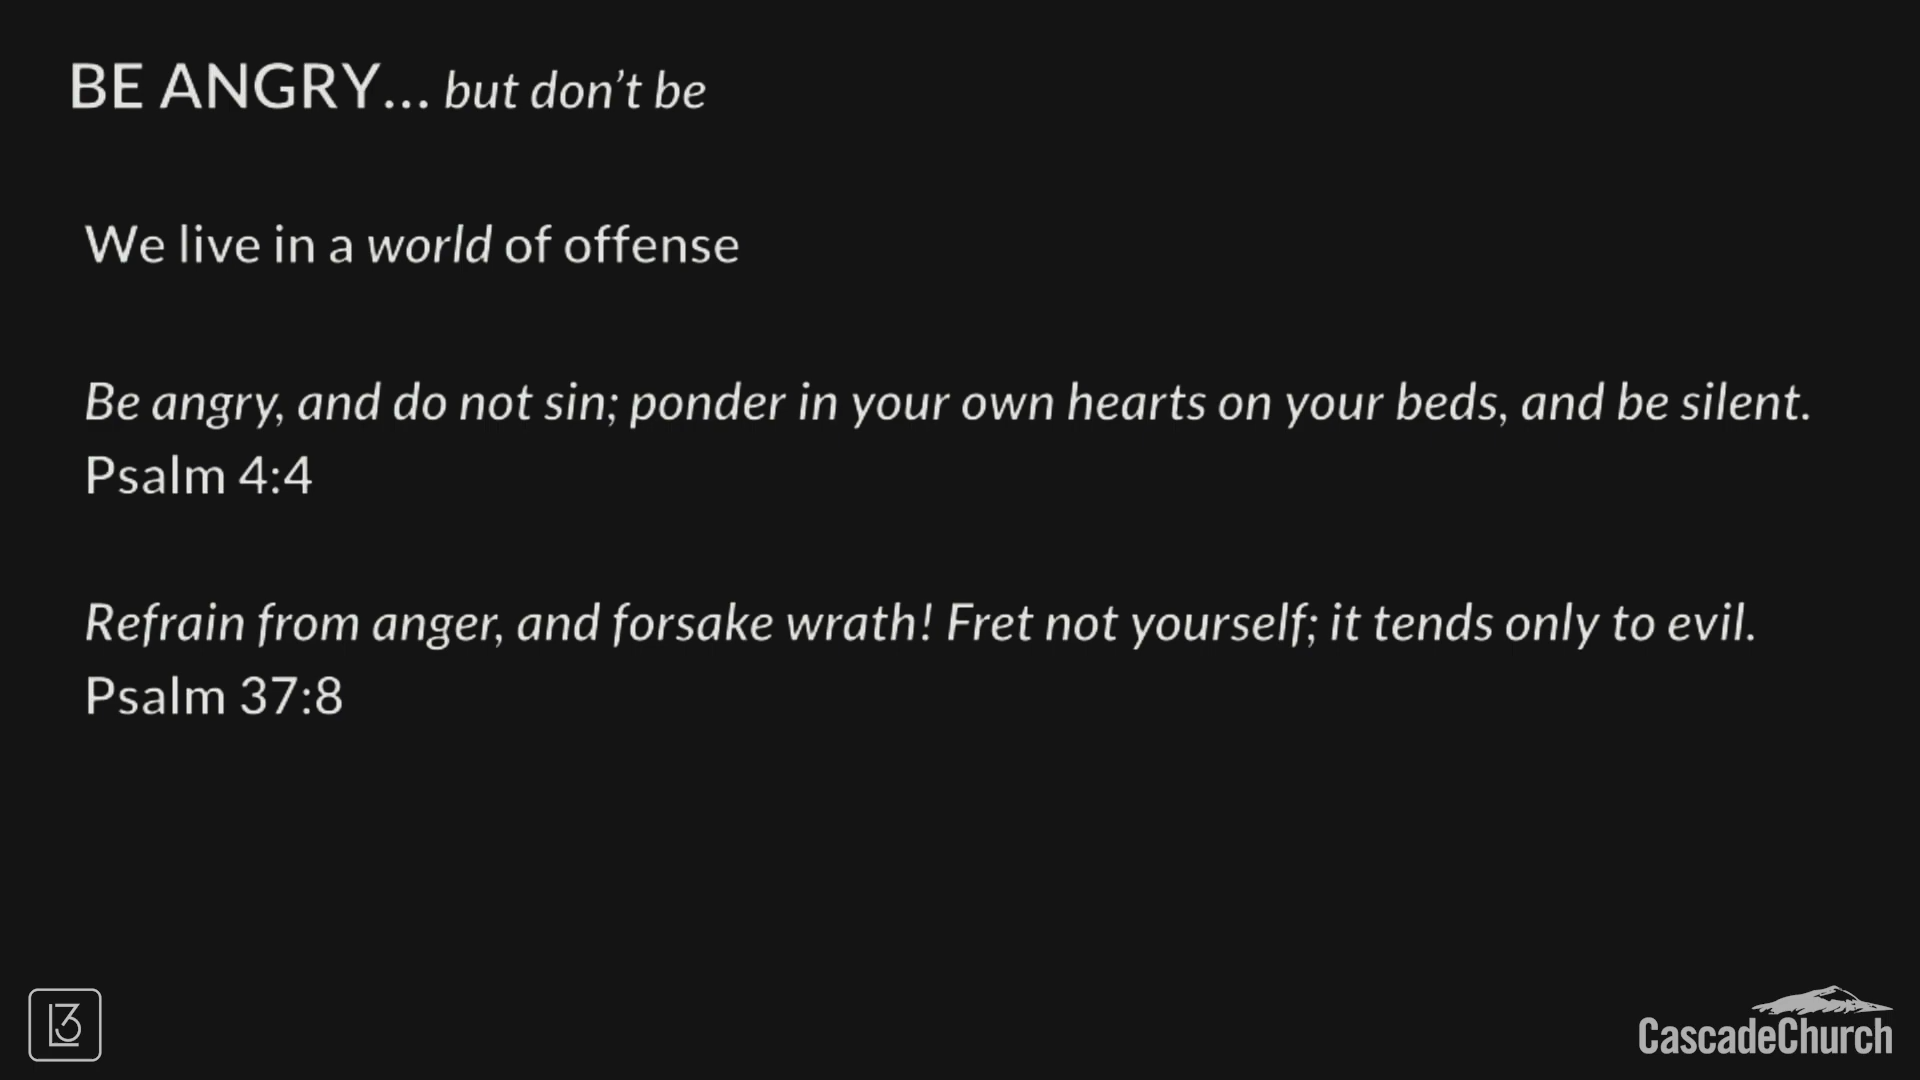 BE ANGRY... but don’t be
We live in a world of offense
Be angry, and do not sin; ponder in your own hearts on your beds, and be silent.
Psalm 4:4
Refrain from anger, and forsake wrath! Fret not yourself; it tends only to evil.
Psalm 37:8
L3
CascadeChurch